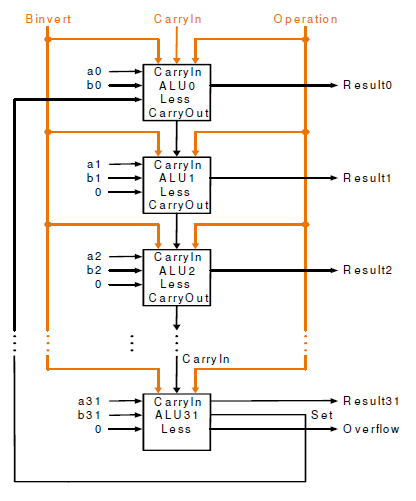 Binvert CarryIn Operation
a0 CarryIn
b0 ALU0 Result0
Less
CarryOut
a1 CarryIn
b1 ALU1 Result1
0 Less
CarryOut
a2 CarryIn
b2 ALU2 Result2
0 Less
CarryOut
CarryIn
a31 CarryIn Result31
b31 ALU31 Set
0 Less Overflow